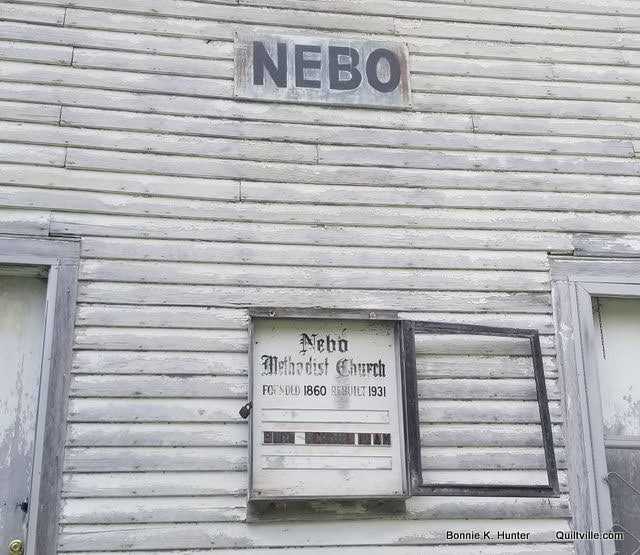 NEBO
Nebo
Methodist Church
FOUNDED 1860 REBUILT 1931
Bonnie K. Hunter Quiltville.com